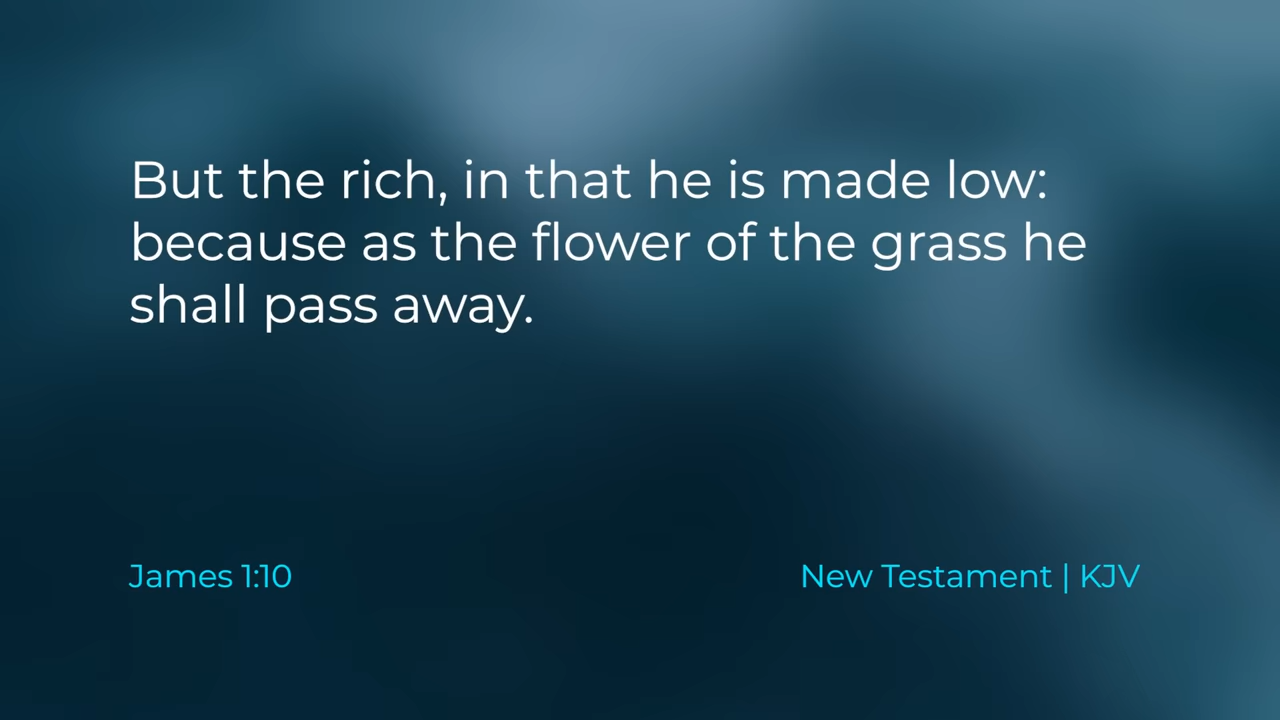 But the rich, in that he is made low:
because as the flower of the grass he
shall pass away.
James 1:10
New Testament | KJV